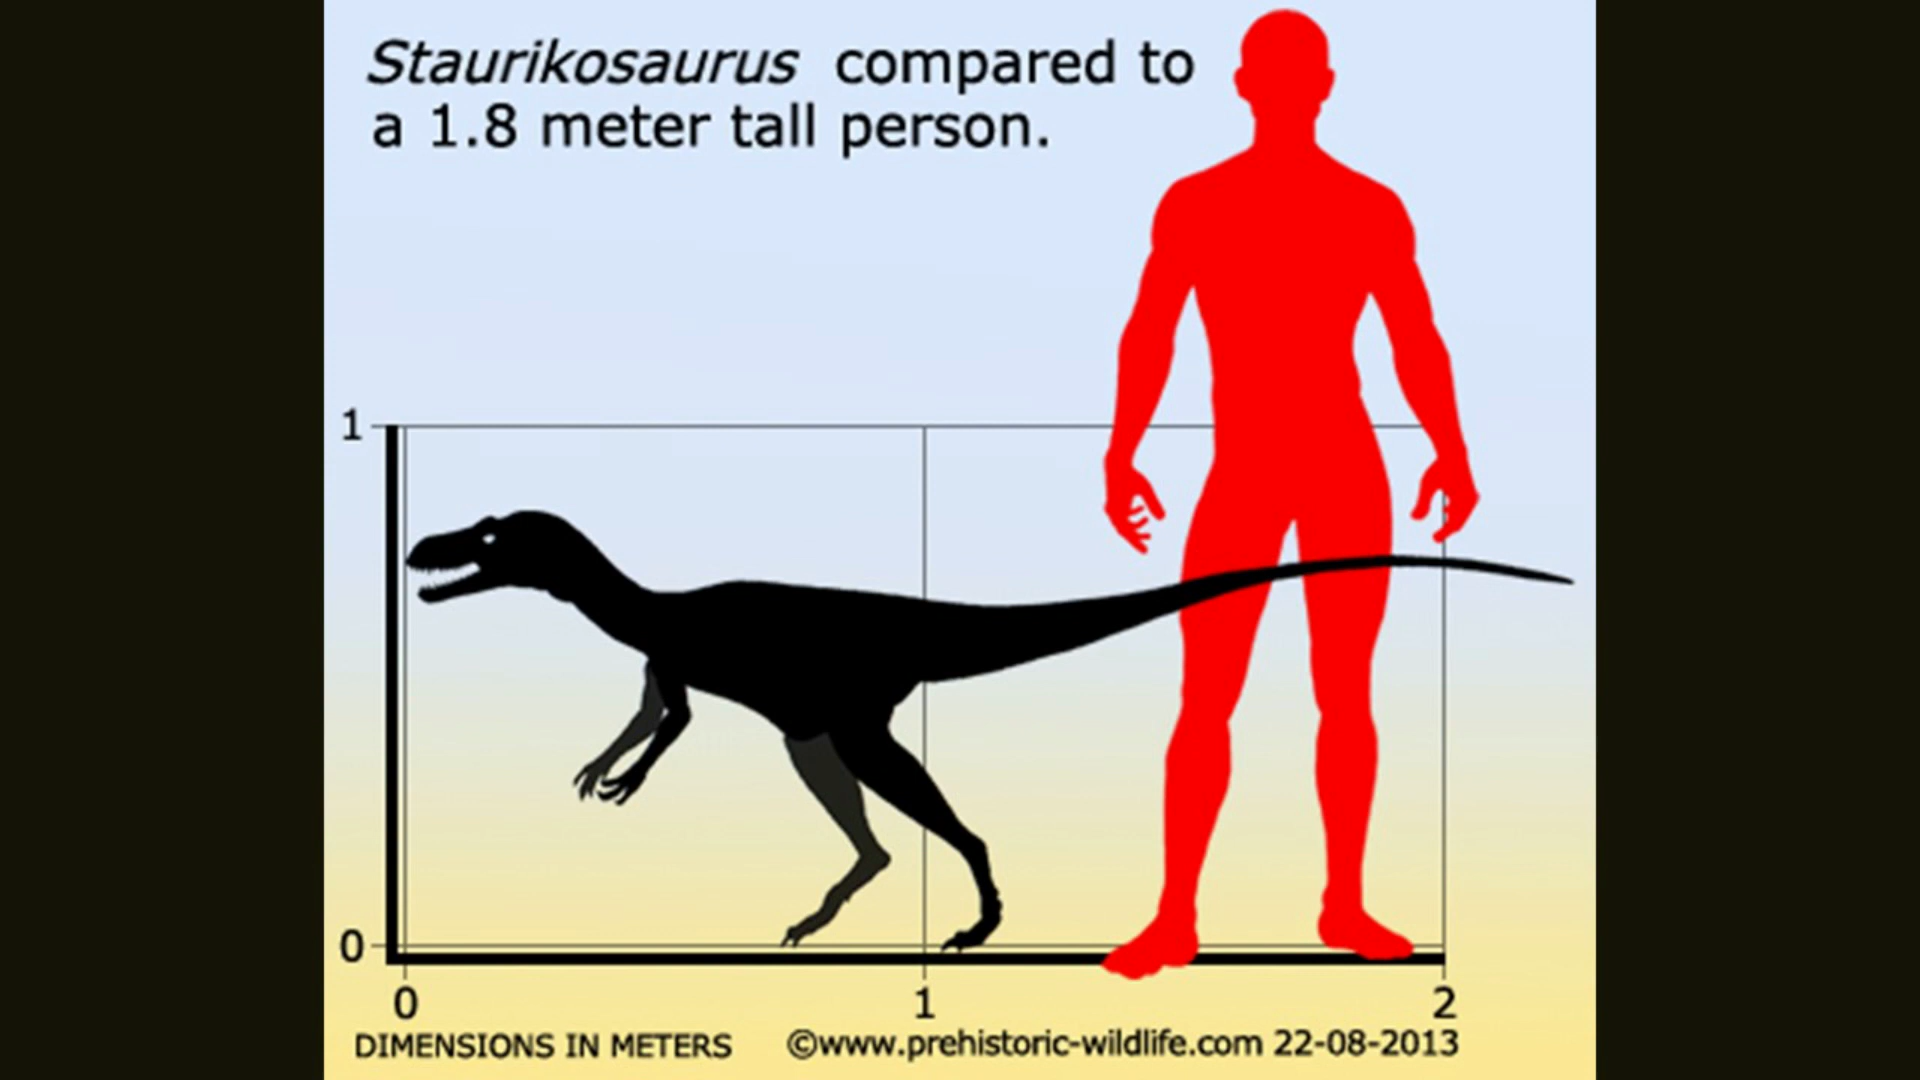 Staurikosaurus compared to
a 1.8 meter tall person.
1
0
0 1 2
DIMENSIONS IN METERS ©www.prehistoric-wildlife.com 22-08-2013